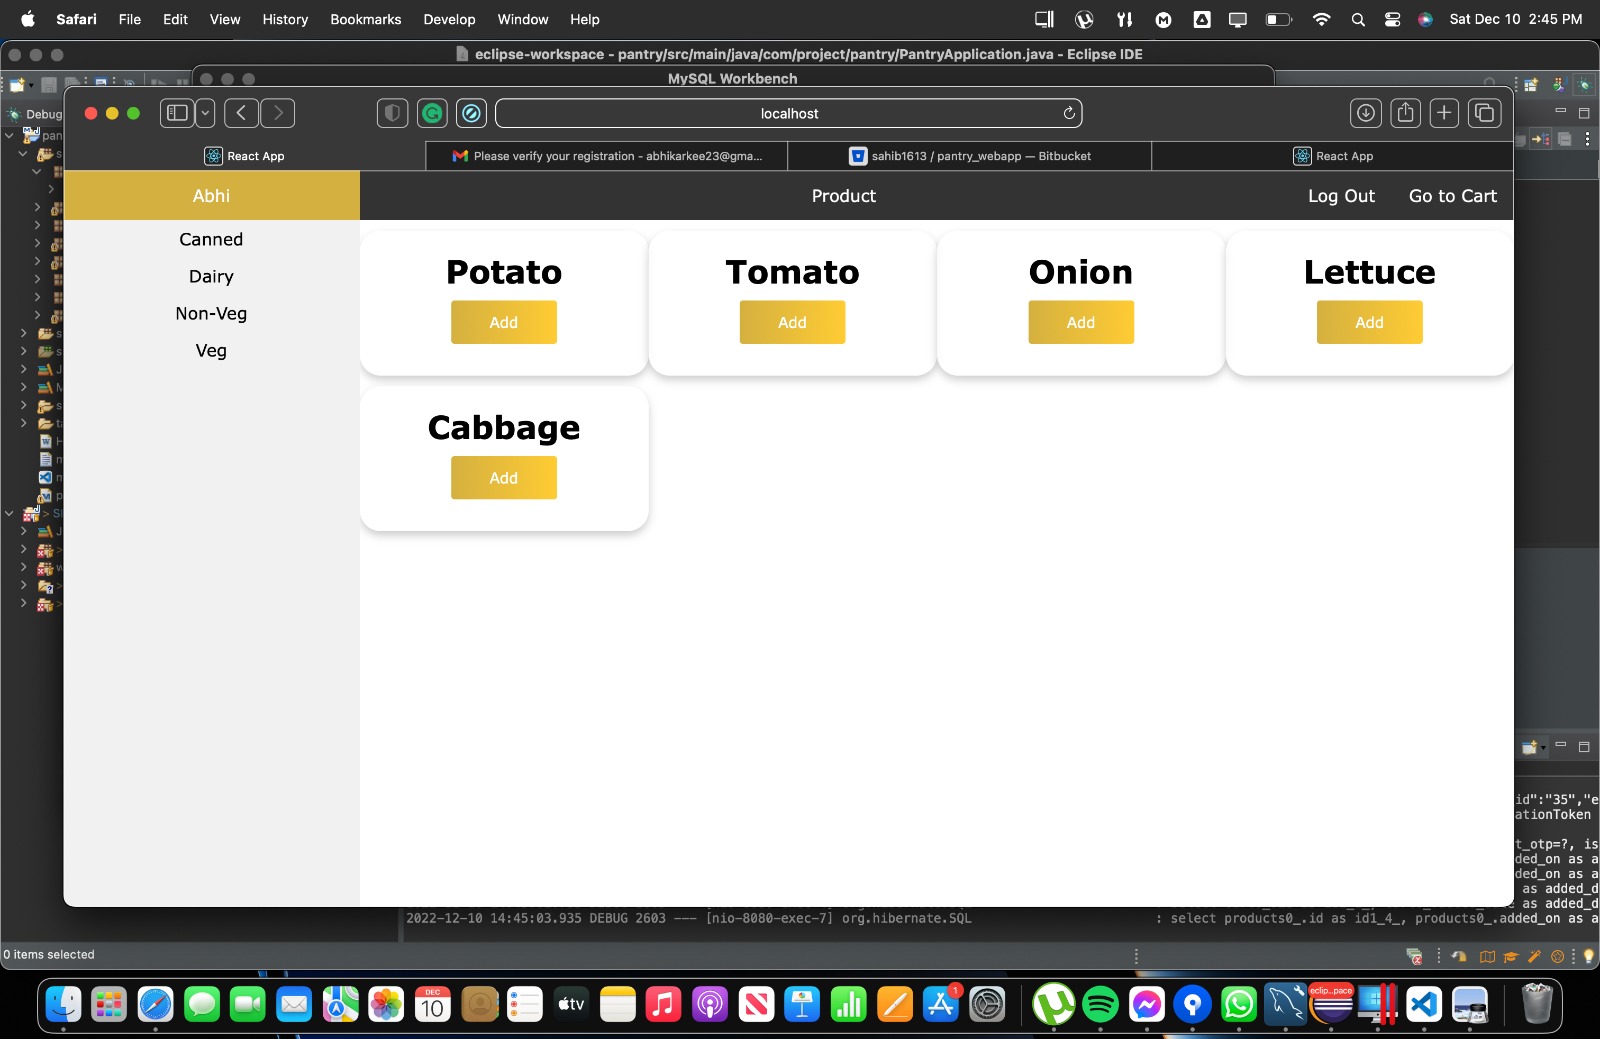 Safari File Edit View History Bookmarks Develop Window Help Sat Dec 10 2:45 PM
eclipse-workspace - pantry/src/main/java/com/project/pantry/PantryApplication.java - Eclipse IDE
MySQL Workbench
Debug
localhost
React App
Please verify your registration - abhikarkee23@gma...
sahib1613 / pantry_webapp — Bitbucket
React App
Abhi
Product
Log Out Go to Cart
Canned
Dairy
Non-Veg
Veg
Potato Tomato Onion Lettuce
Add Add Add Add
Cabbage
Add
id":"35","e
ationToken
t_otp=?, is
ded_on as a
ded_on as a
as added_d
ded_on as a
2022-12-10 14:45:03.935 DEBUG 2603 --- [nio-8080-exec-7] org.hibernate.SQL : select products0_.id as id1_4_, products0_.added_on as a
0 items selected
DEC
10
tv
1
eclip...pace